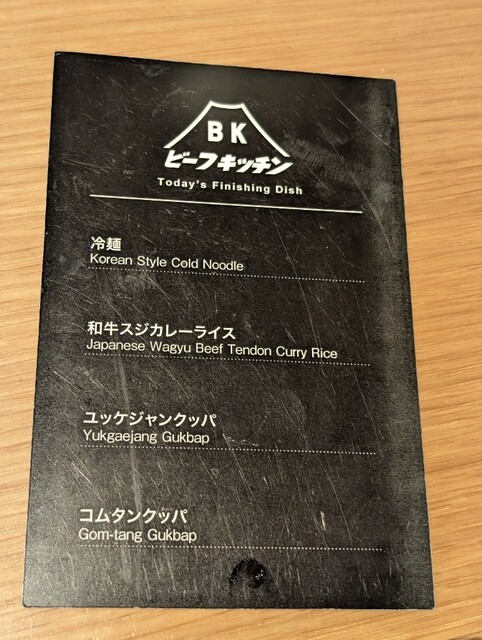 BK
ビーフキッチン
Today's Finishing Dish
冷麺
Korean Style Cold Noodle
和牛スジカレーライス
Japanese Wagyu Beef Tendon Curry Rice
ユッケジャンクッパ
Yukgaejang Gukbap
コムタンクッパ
Gom-tang Gukbap